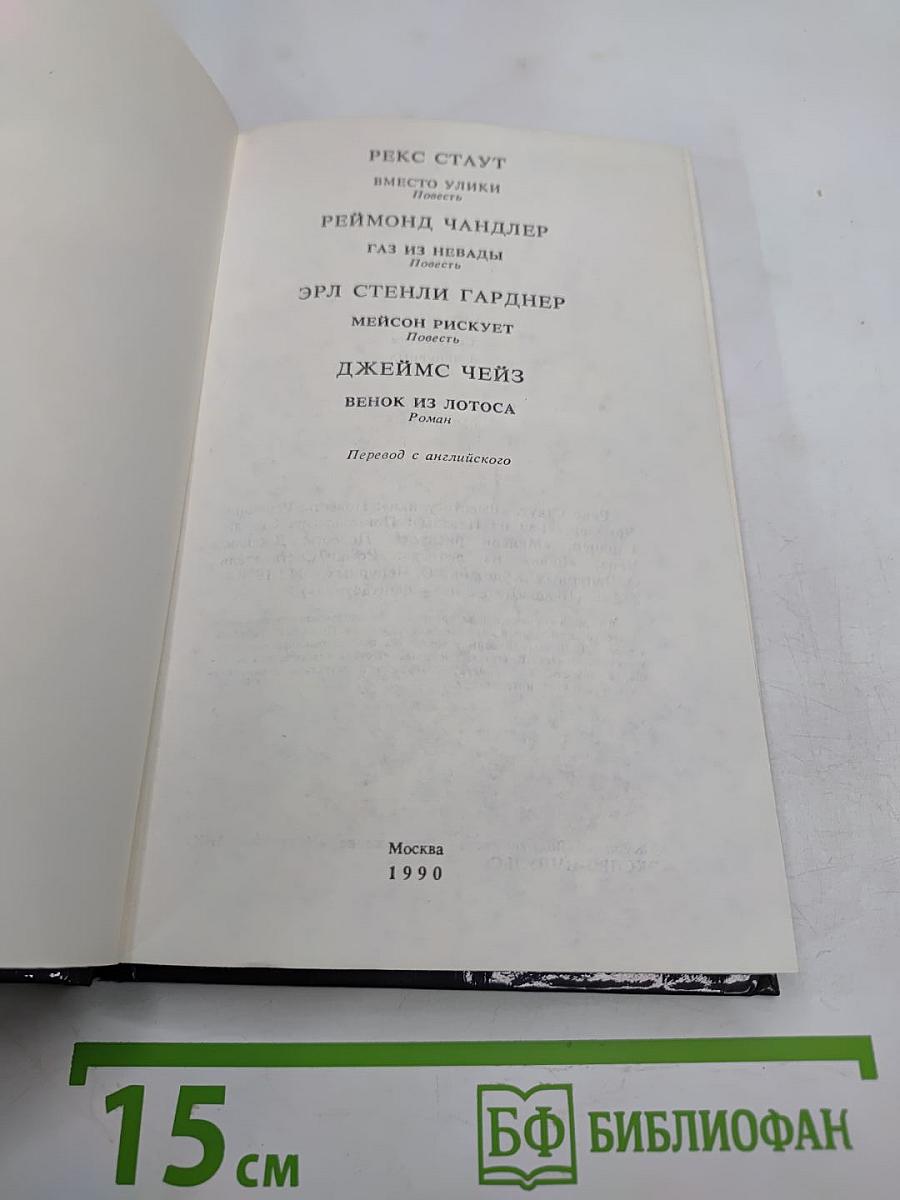 РЕКС СТАУТ
ВМЕСТО УЛИКИ
Повесть
РЕЙМОНД ЧАНДЛЕР
ГАЗ ИЗ НЕВАДЫ
Повесть
ЭРЛ СТЕНЛИ ГАРДНЕР
МЕЙСОН РИСКУЕТ
Повесть
ДЖЕЙМС ЧЕЙЗ
ВЕНОК ИЗ ЛОТОСА
Роман
Перевод с английского
Москва
1990
15 см
БФ БИБЛИОФАН